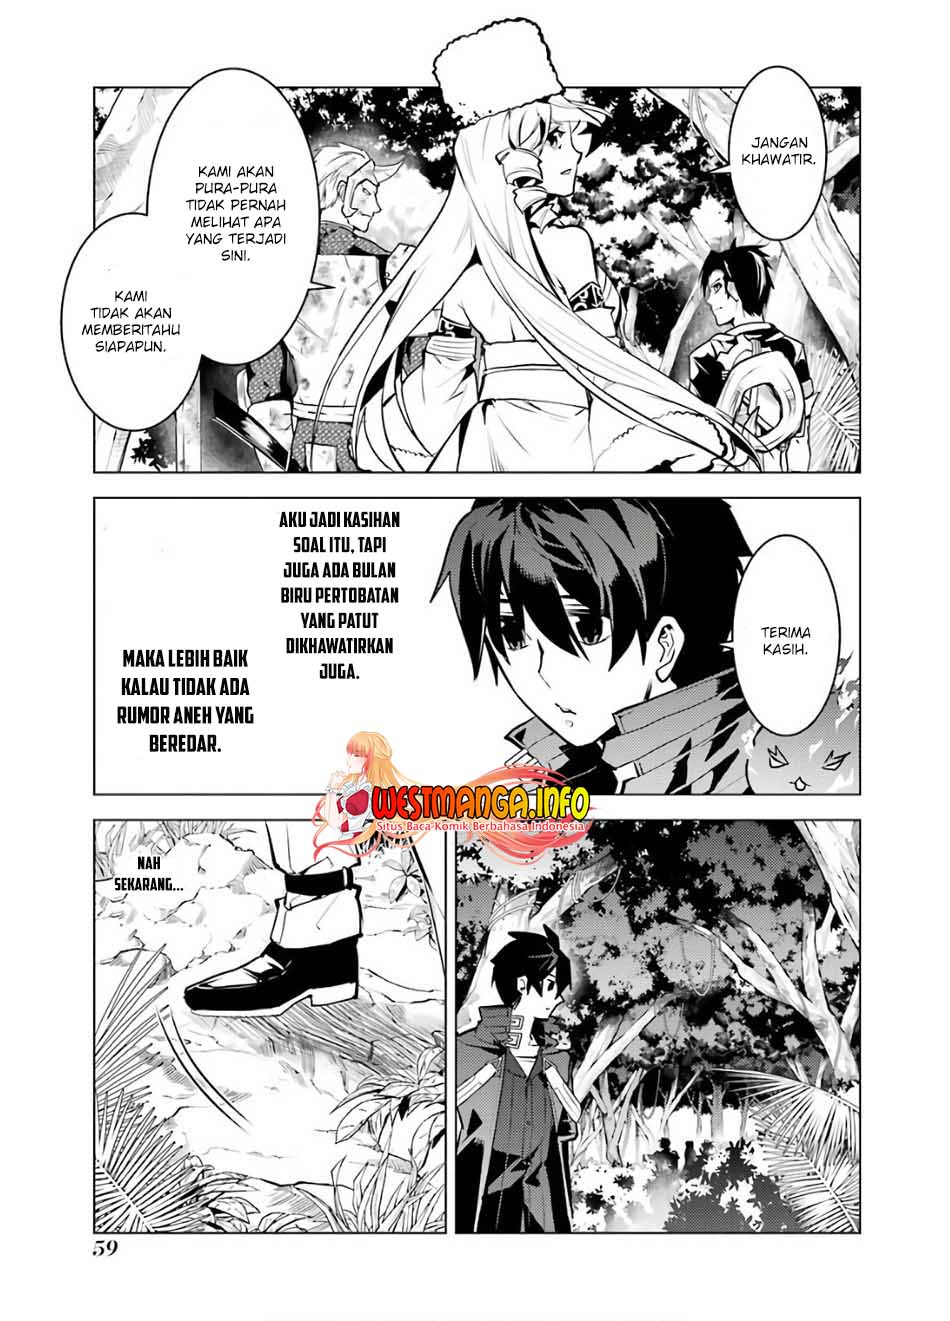 JANGAN
KHAWATIR.
KAMI AKAN
PURA-PURA
TIDAK PERNAH
MELIHAT APA
YANG TERJADI
SINI.
KAMI
TIDAK AKAN
MEMBERITAHU
SIAPAPUN.
TERIMA
KASIH.
AKU JADI KASIHAN
SOAL ITU, TAPI
JUGA ADA BULAN
BIRU PERTOBATAN
YANG PATUT
DIKHAWATIRKAN
JUGA.
MAKA LEBIH BAIK
KALAU TIDAK ADA
RUMOR ANEH YANG
BEREDAR.
WESTMANGA.INFO
Situs Baca Komik Berbahasa Indonesia
NAH
SEKARANG...
59